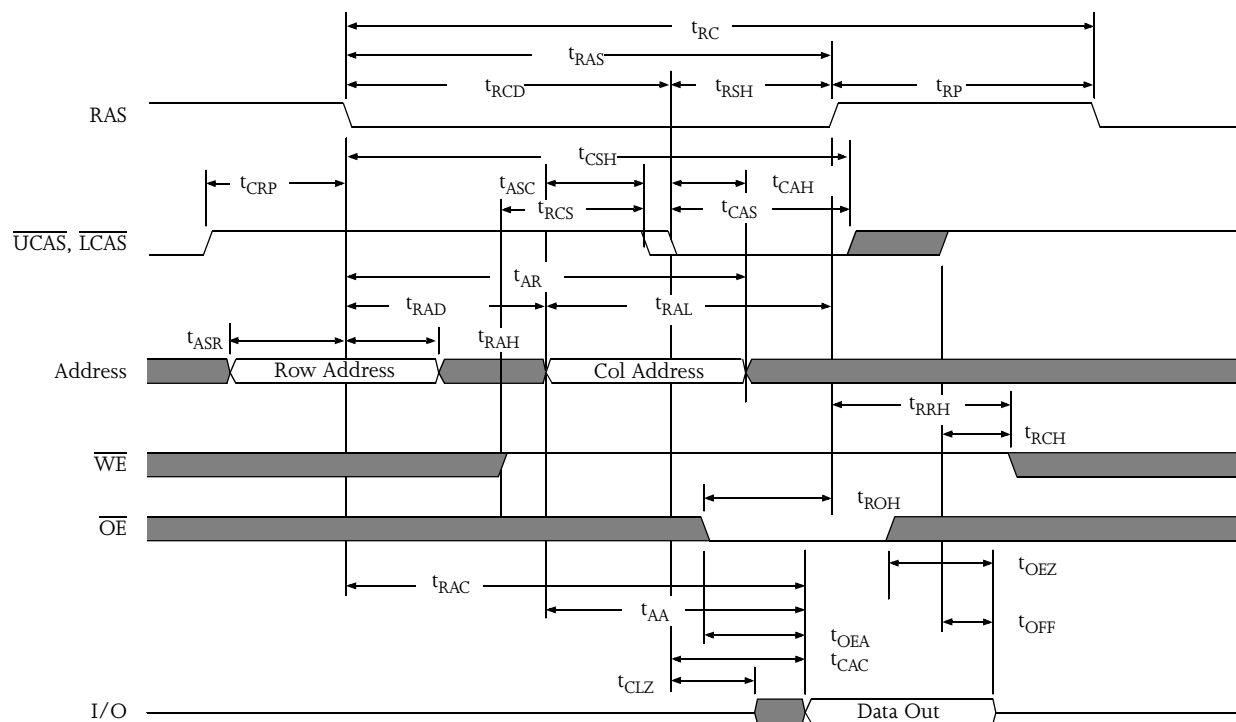 tRC
tRAS
tRCD tRSH tRP
RAS
tCSH
tCRP tASC tCAH
tRCS tCAS
UCAS, LCAS
tAR
tRAD tRAL
tASR tRAH
Address Row Address Col Address
tRRH
tRCH
WE
tROH
OE
tRAC tOEZ
tAA tOFF
tOEA
tCAC
tCLZ
I/O Data Out